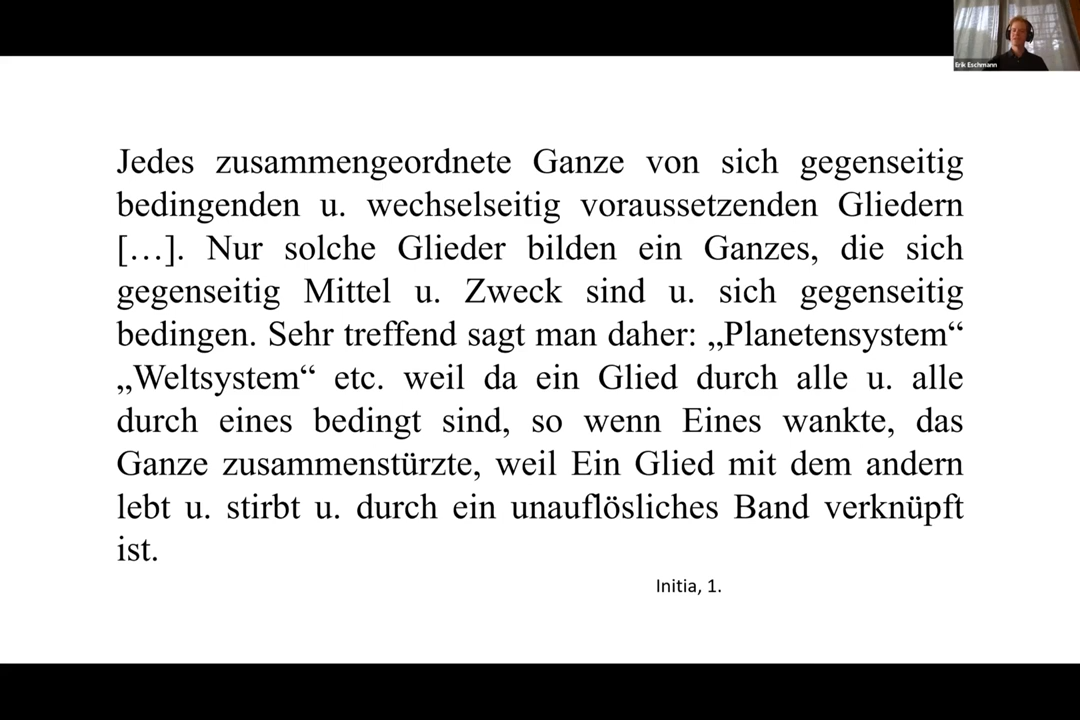 Erik Eschmann
Jedes zusammengeordnete Ganze von sich gegenseitig
bedingenden u. wechselseitig voraussetzenden Gliedern
[…]. Nur solche Glieder bilden ein Ganzes, die sich
gegenseitig Mittel u. Zweck sind u. sich gegenseitig
bedingen. Sehr treffend sagt man daher: „Planetensystem“
„Weltsystem“ etc. weil da ein Glied durch alle u. alle
durch eines bedingt sind, so wenn Eines wankte, das
Ganze zusammenstürzte, weil Ein Glied mit dem andern
lebt u. stirbt u. durch ein unauflösliches Band verknüpft
ist.
Initia, 1.